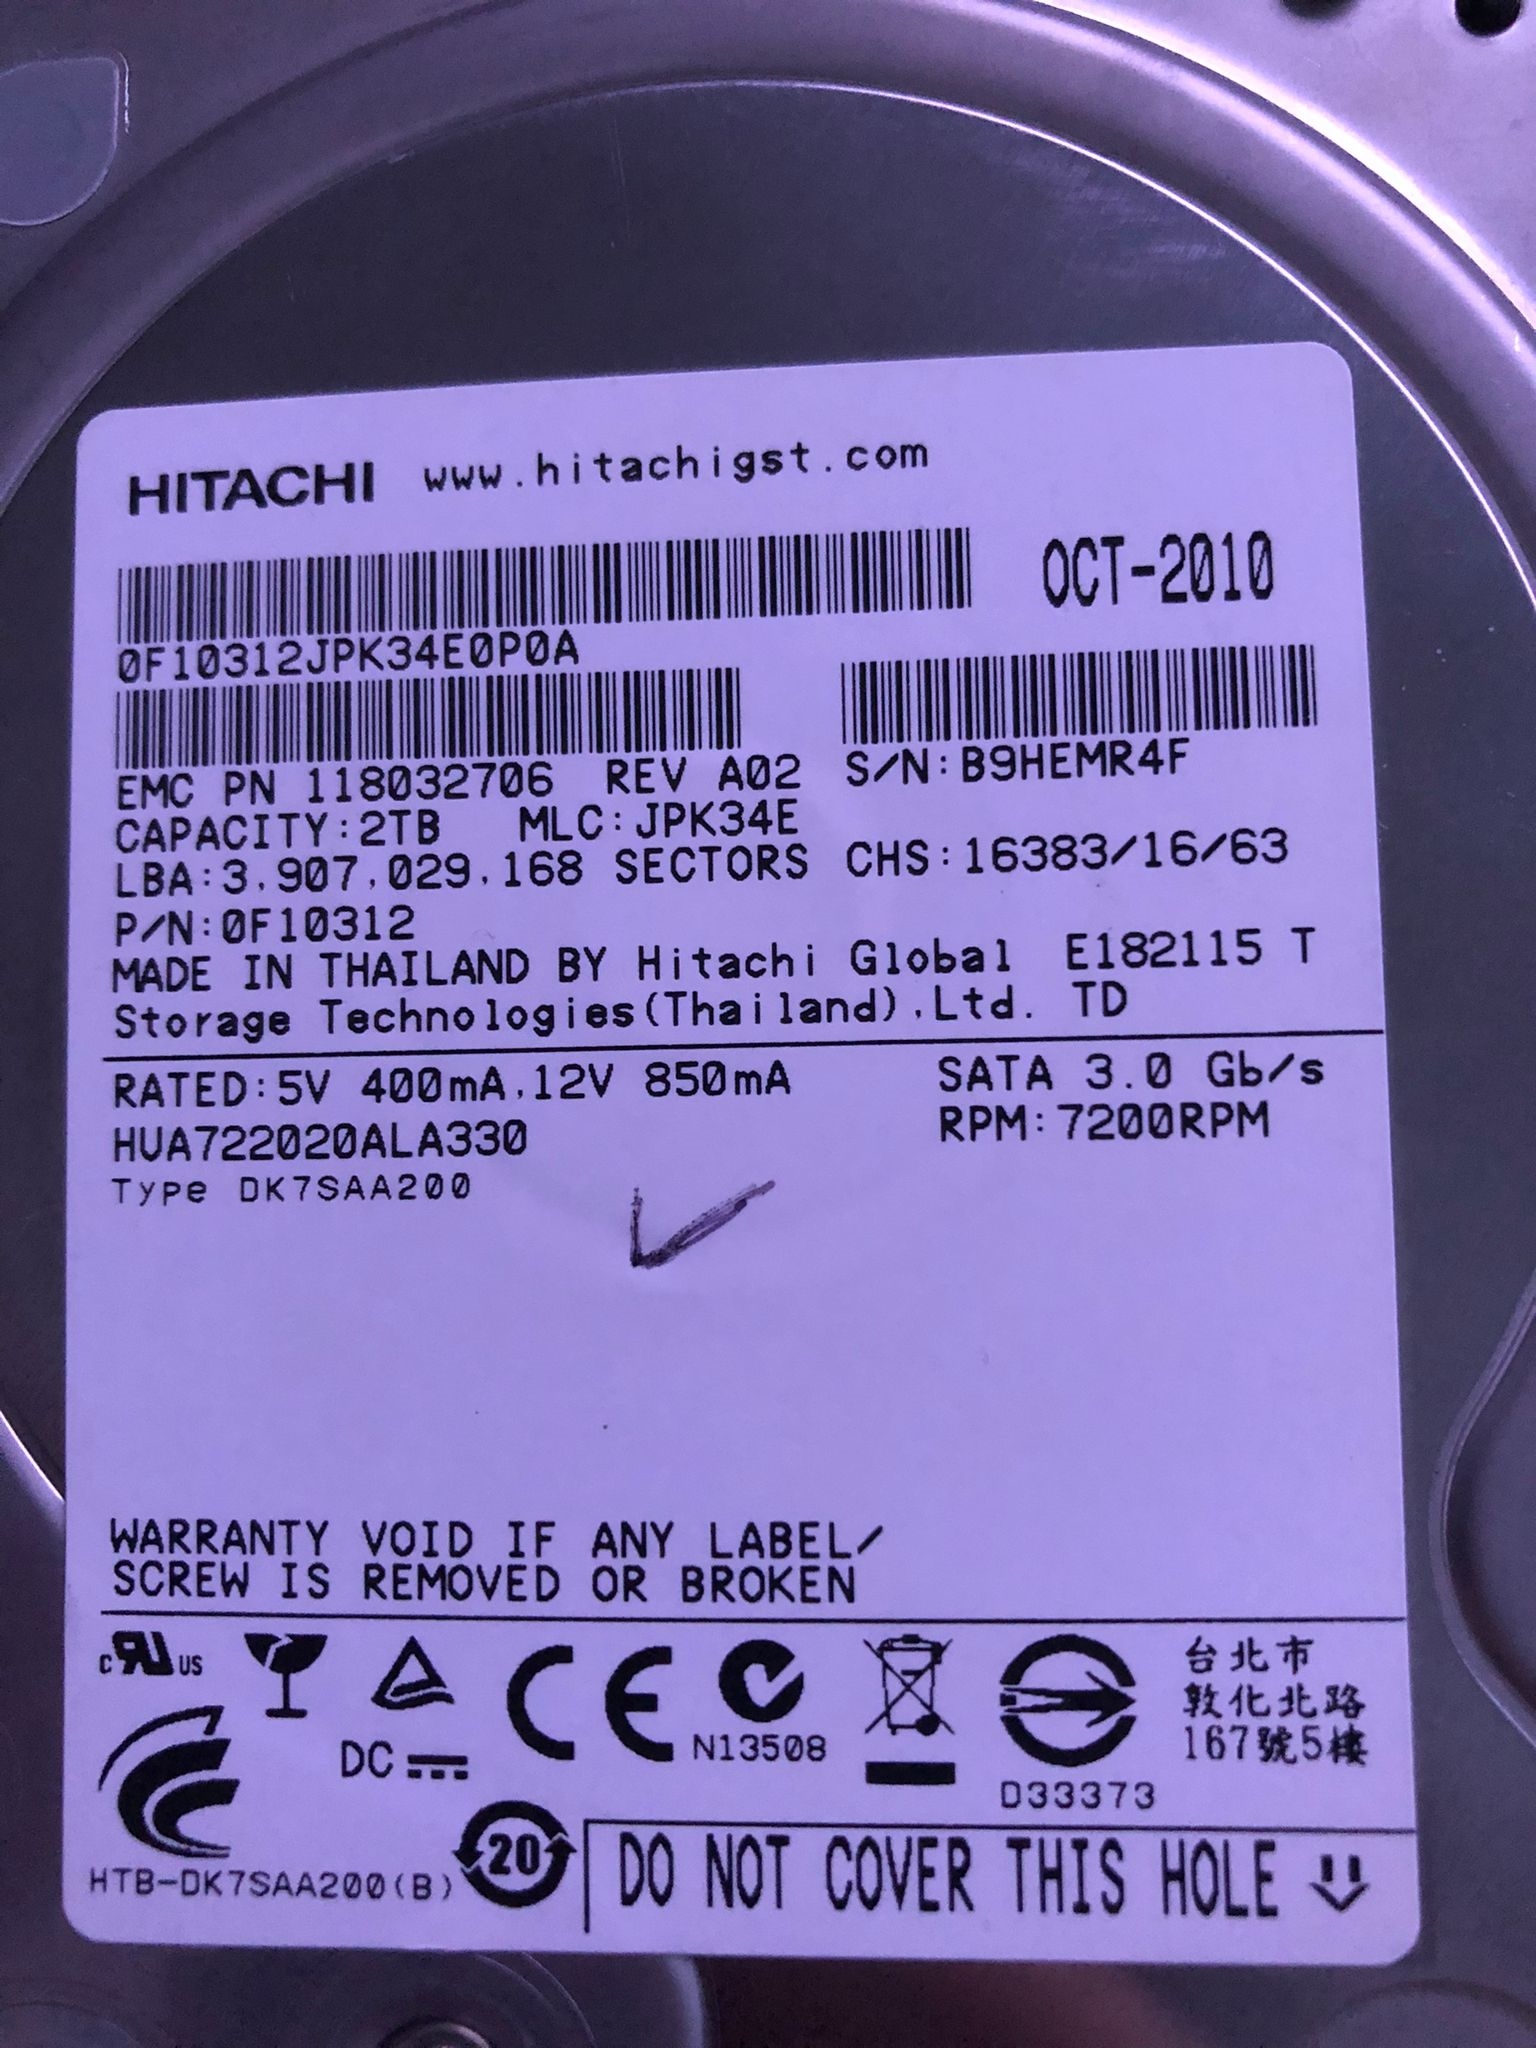 HITACHI www.hitachigst.com
OCT-2010
0F10312JPK34E0P0A
EMC PN 118032706 REV A02 S/N:B9HEMR4F
CAPACITY:2TB MLC:JPK34E
LBA:3,907,029,168 SECTORS CHS:16383/16/63
P/N:0F10312
MADE IN THAILAND BY Hitachi Global E182115 T
Storage Technologies(Thailand),Ltd. TD
RATED:5V 400mA,12V 850mA SATA 3.0 Gb/s
HUA722020ALA330 RPM:7200RPM
Type DK7SAA200
WARRANTY VOID IF ANY LABEL/
SCREW IS REMOVED OR BROKEN
c RU US
CE
台北市
敦化北路
167號5樓
DC
N13508
D33373
HTB-DK7SAA200(B)
20
DO NOT COVER THIS HOLE